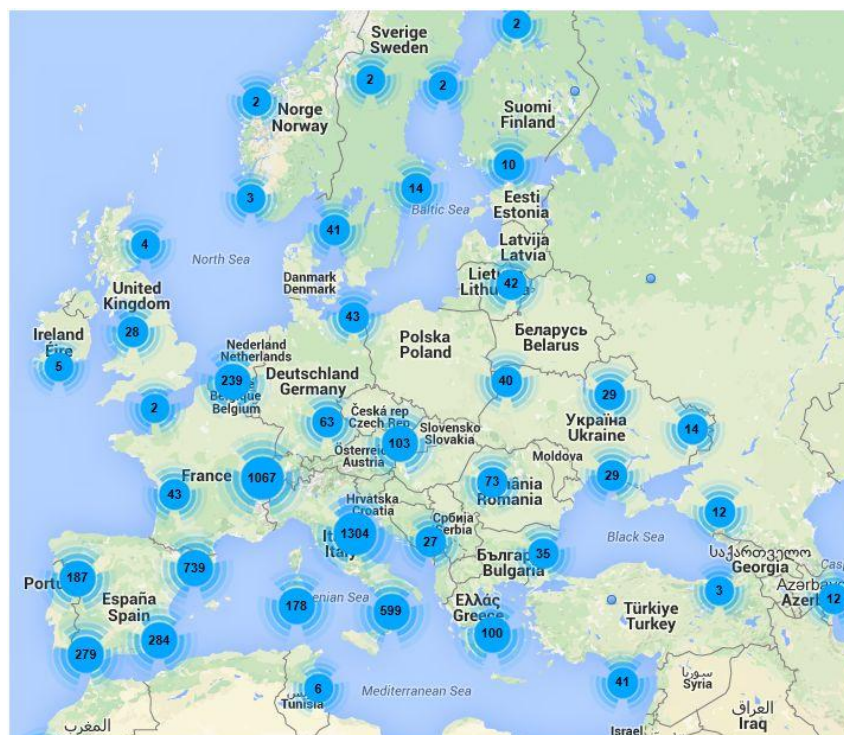 2
Sverige
Sweden
2
2
2
Norge
Norway
Suomi
Finland
10
3
14
Baltic Sea
Eesti
Estonia
41
4
North Sea
Latvija
Latvia
Danmark
Denmark
42
United
Kingdom
28
43
Ireland
5
Nederland
Netherlands
Polska
Poland
Беларусь
Belarus
239
Belgium
Deutschland
Germany
40
29
2
63
Česká rep
Czech Rep
103
Slovensko
Slovakia
Україна
Ukraine
14
Austria
France
1067
Moldova
43
73
Romania
29
Hrvatska
Croatia
12
1304
Србија
Serbia
27
Black Sea
България
Bulgaria
35
საქართველო
Georgia
739
187
España
Spain
178
599
Ελλάς
100
Türkiye
Turkey
3
12
279
284
6
Tunisia
Mediterranean Sea
41
سوريا
Syria
العراق
Iraq
Israel
المغرب